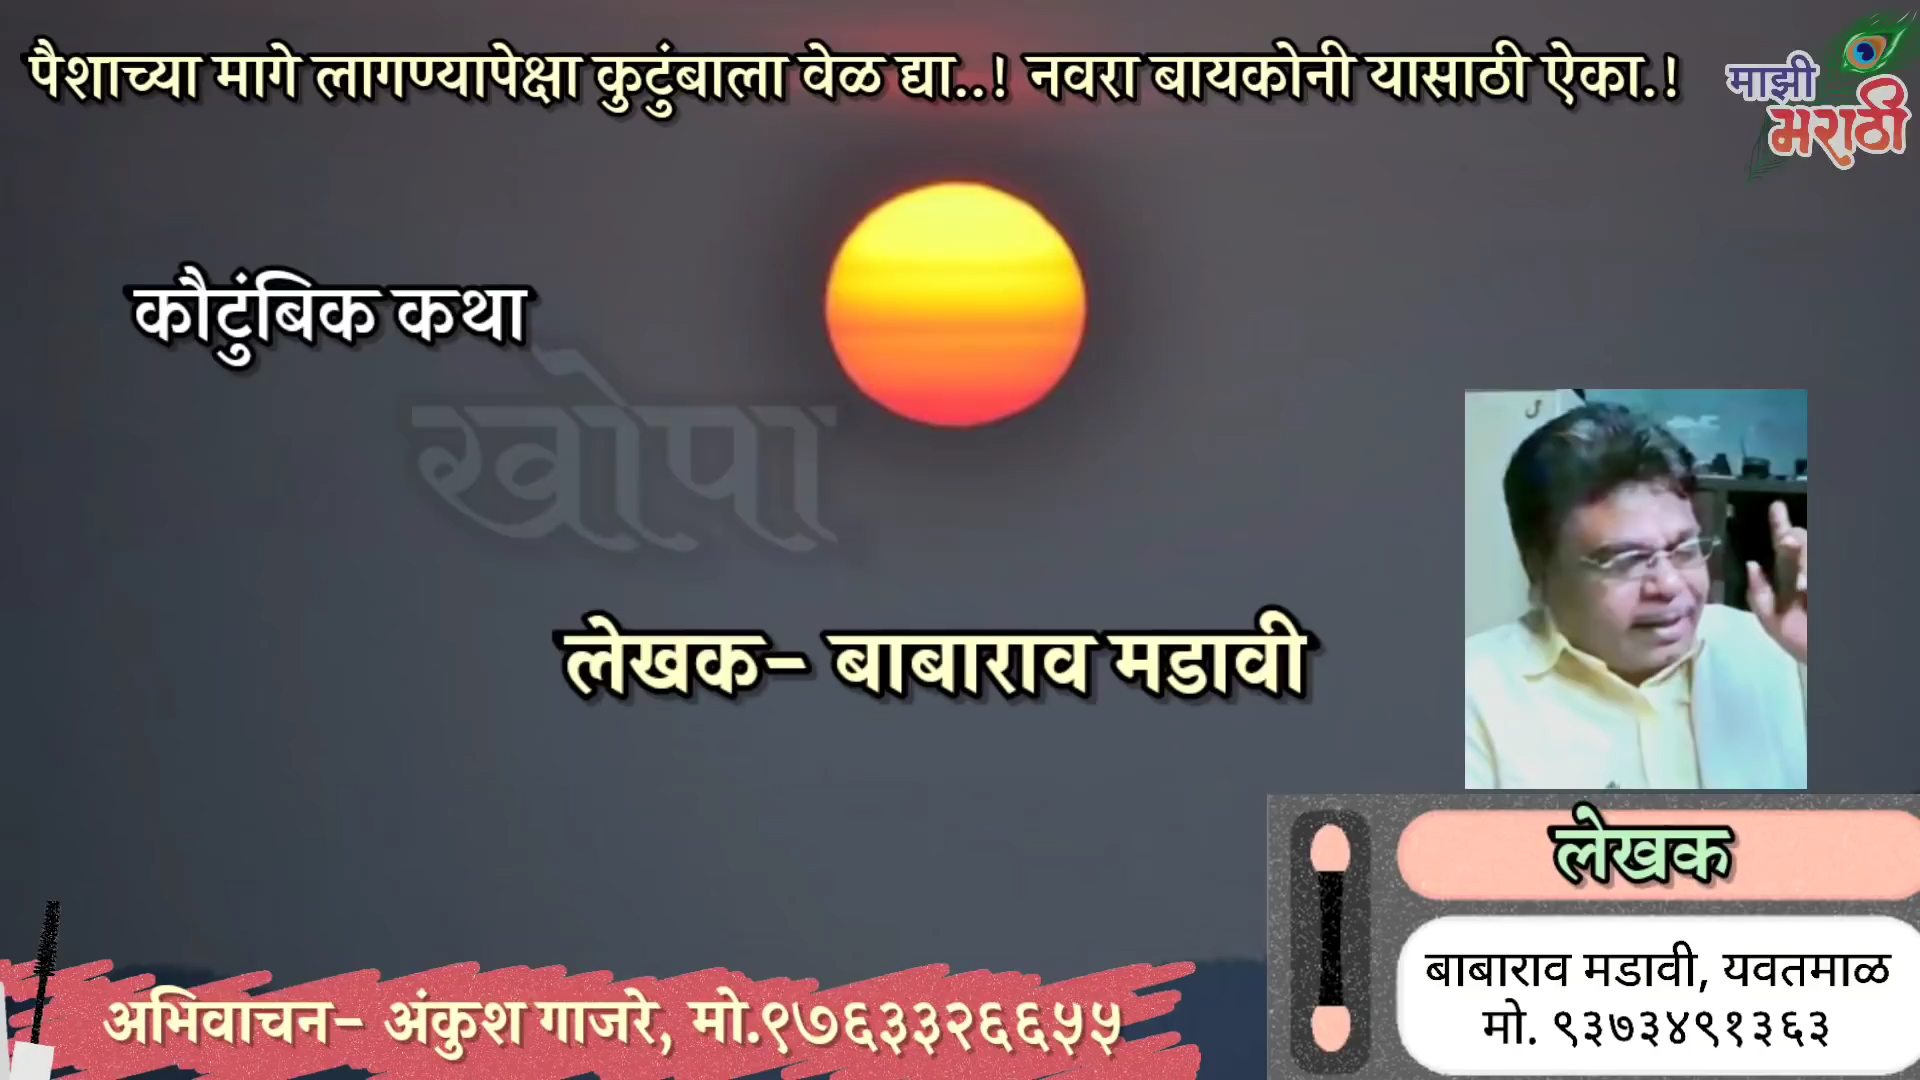 पैशाच्या मागे लागण्यापेक्षा कुटुंबाला वेळ द्या..! नवरा बायकोनी यासाठी ऐका.!
माझी
मराठी
कौटुंबिक कथा
खोपा
लेखक- बाबाराव मडावी
लेखक
बाबाराव मडावी, यवतमाळ
मो. ९३७३४९१३६३
अभिवाचन- अंकुश गाजरे, मो.९७६३३२६६५५